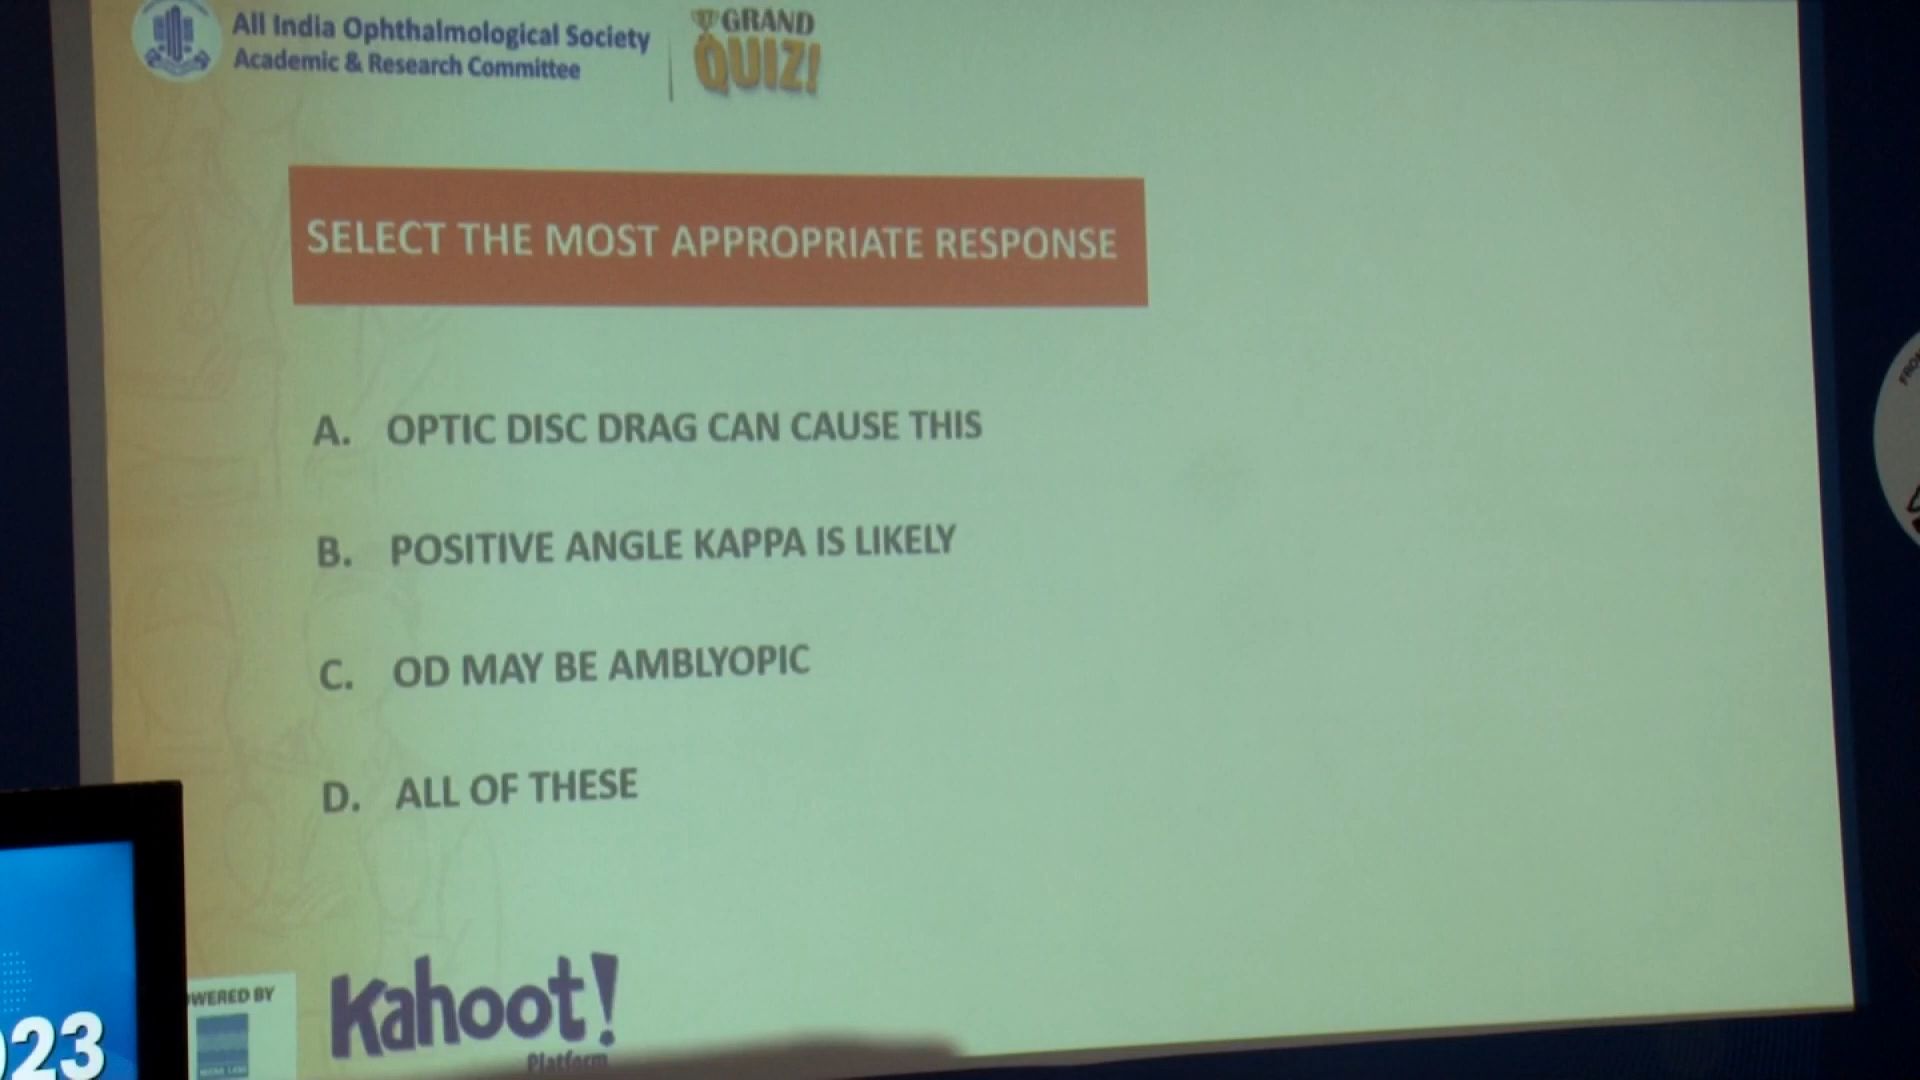 All India Ophthalmological Society
Academic & Research Committee
GRAND
QUIZ!
SELECT THE MOST APPROPRIATE RESPONSE
A. OPTIC DISC DRAG CAN CAUSE THIS
B. POSITIVE ANGLE KAPPA IS LIKELY
C. OD MAY BE AMBLYOPIC
D. ALL OF THESE
WERED BY
Kahoot!
Platform
23